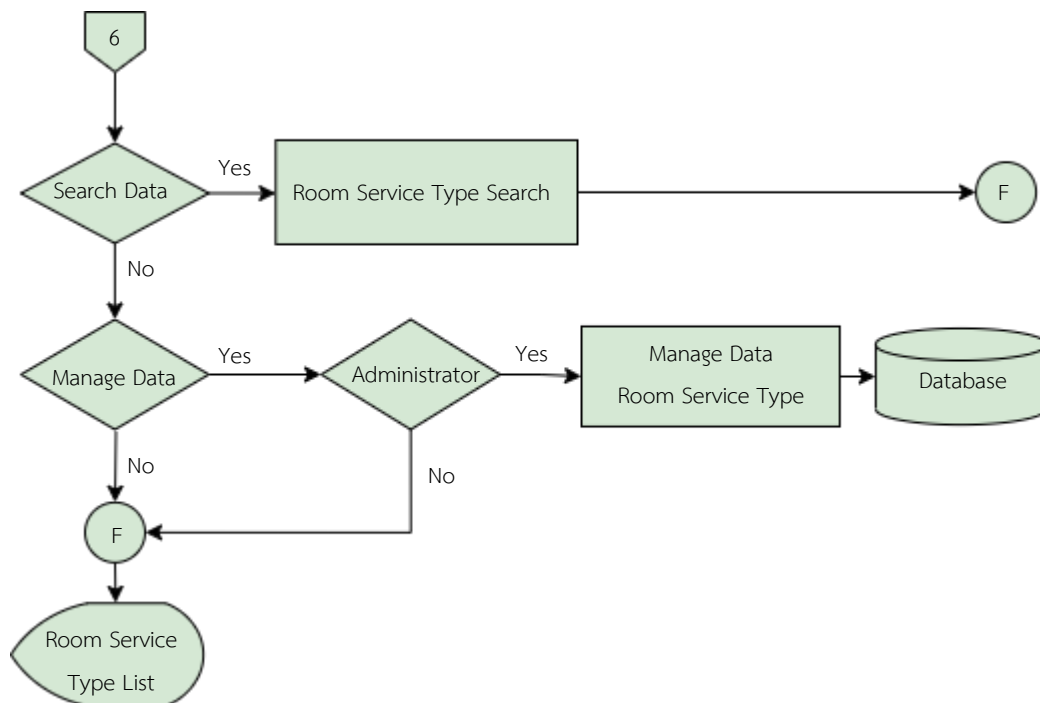 6
Search Data
Yes
Room Service Type Search
F
No
Manage Data
Yes
Administrator
Yes
Manage Data
Room Service Type
Database
No
No
F
Room Service
Type List